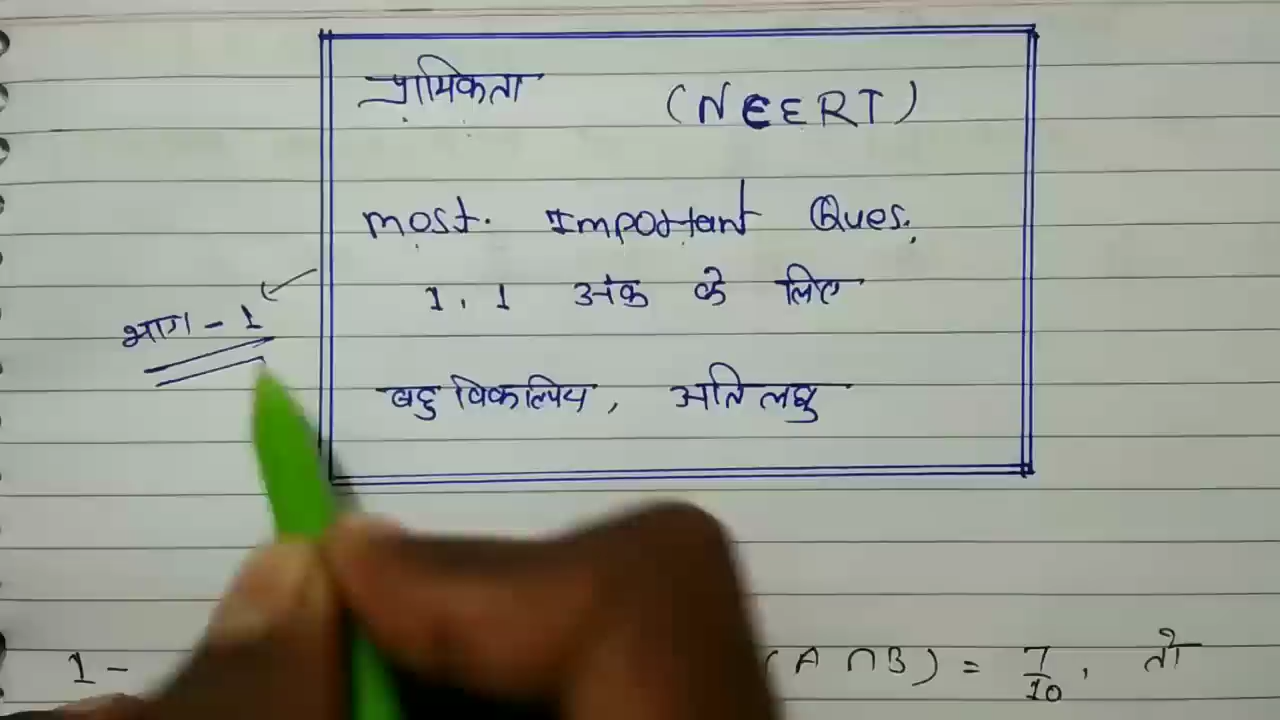 प्रायिकता (NCERT)
most. Important Ques.
1, 1 अंक के लिए
भाग - 1
बहु विकल्पिय, अति लघु
1- (A ∩ B) = 7/10, तो